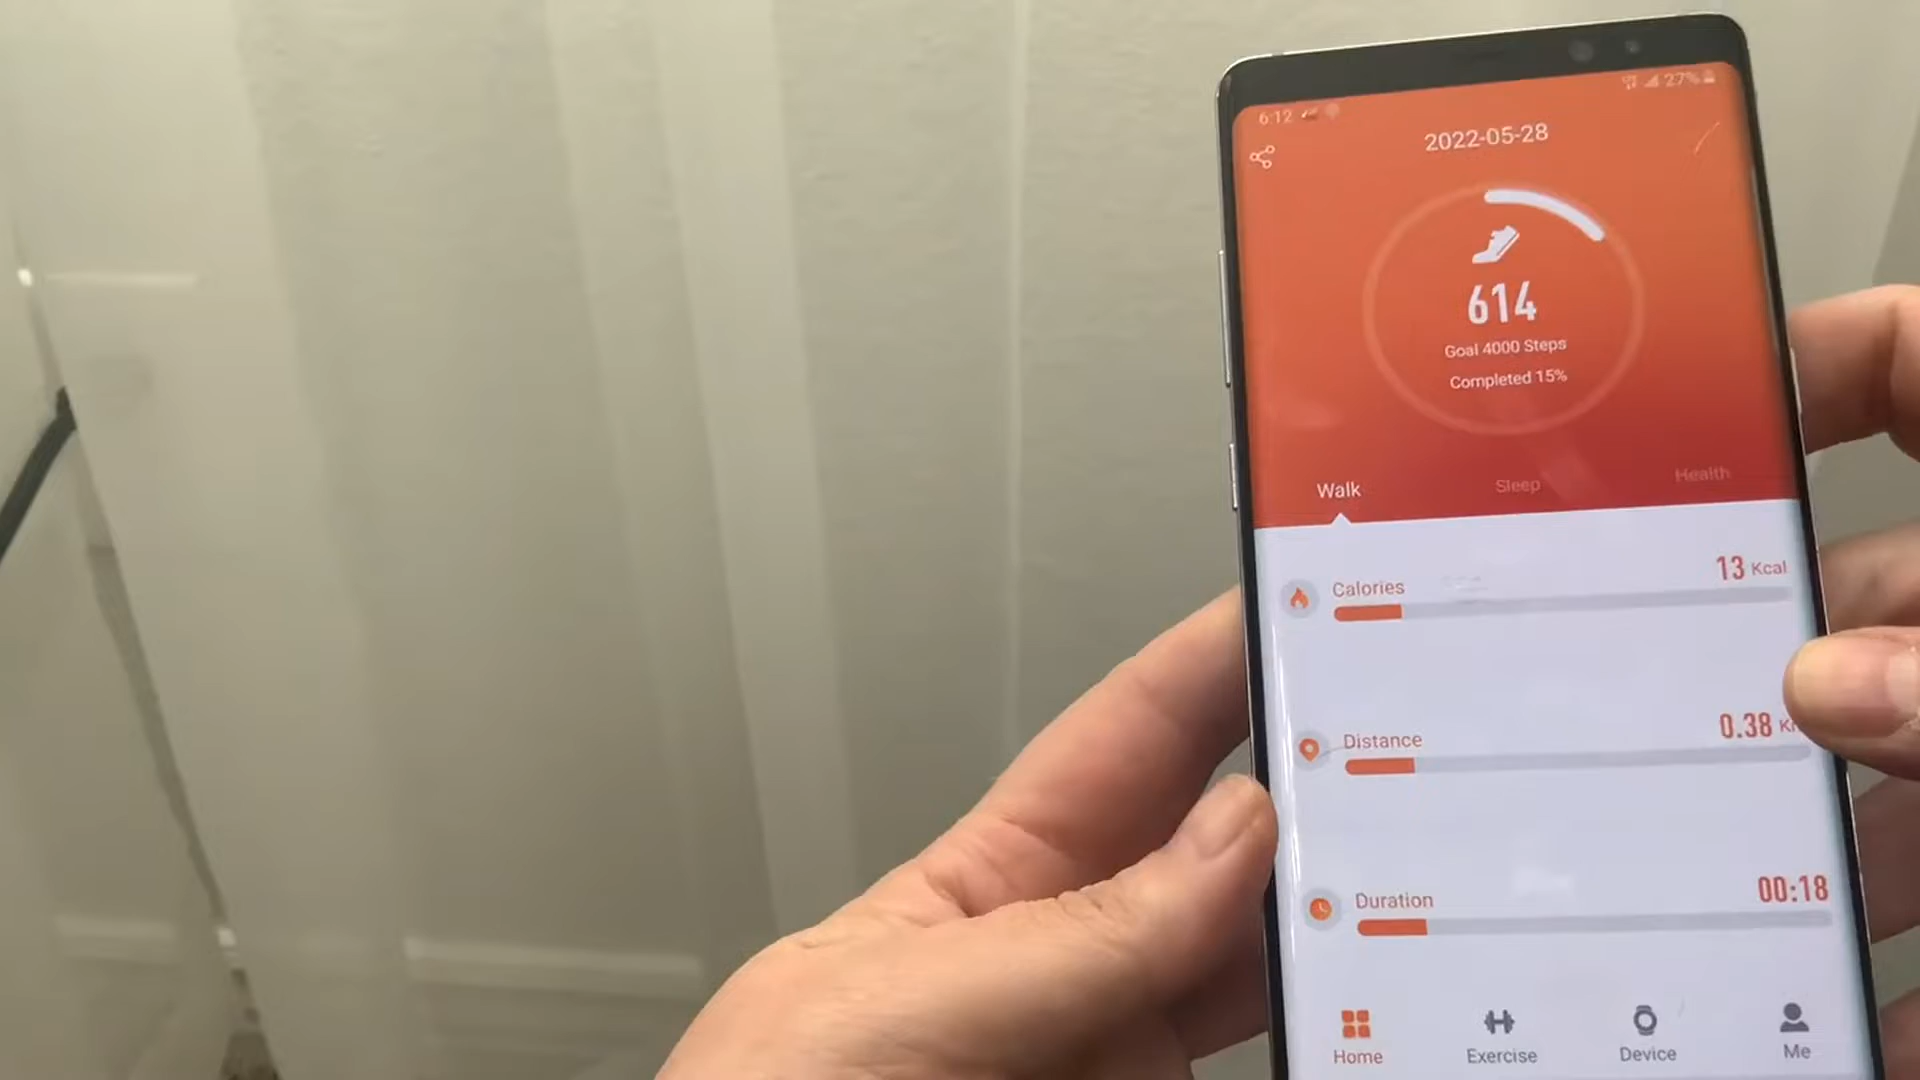 6:12
27%
2022-05-28
614
Goal 4000 Steps
Completed 15%
Walk
Sleep
Health
Calories
13 Kcal
Distance
0.38
Duration
00:18
Home
Exercise
Device
Me